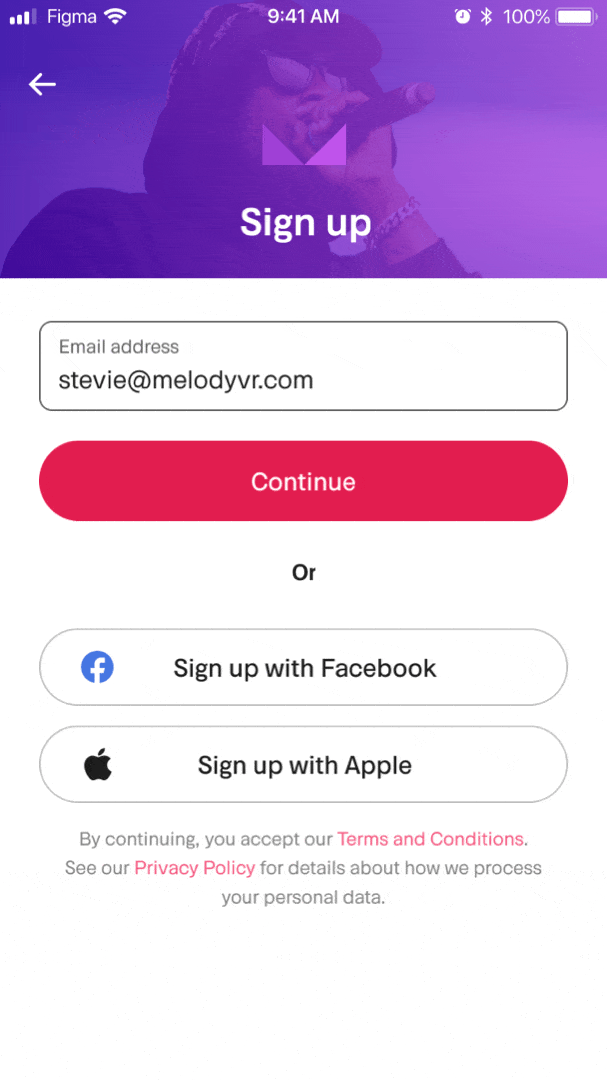 Figma 9:41 AM 100%
Sign up
Email address
stevie@melodyvr.com
Continue
Or
Sign up with Facebook
Sign up with Apple
By continuing, you accept our Terms and Conditions.
See our Privacy Policy for details about how we process
your personal data.